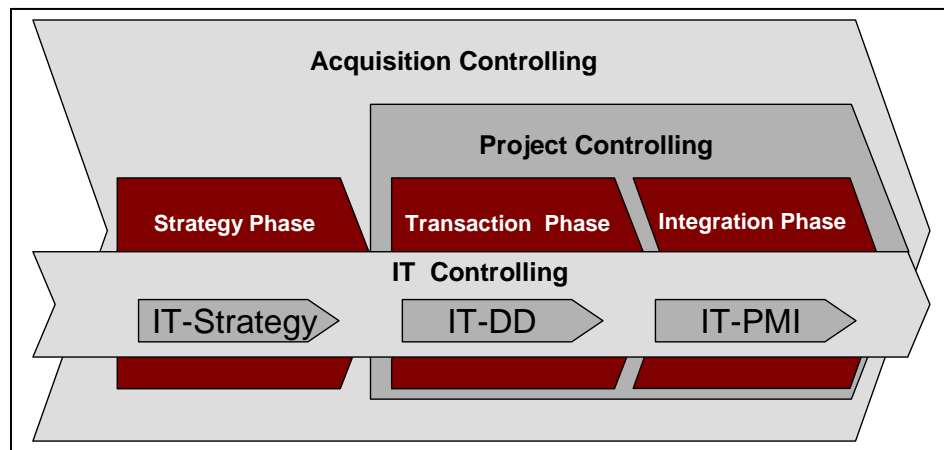 Acquisition Controlling
Project Controlling
Strategy Phase
Transaction Phase
Integration Phase
IT Controlling
IT-Strategy
IT-DD
IT-PMI